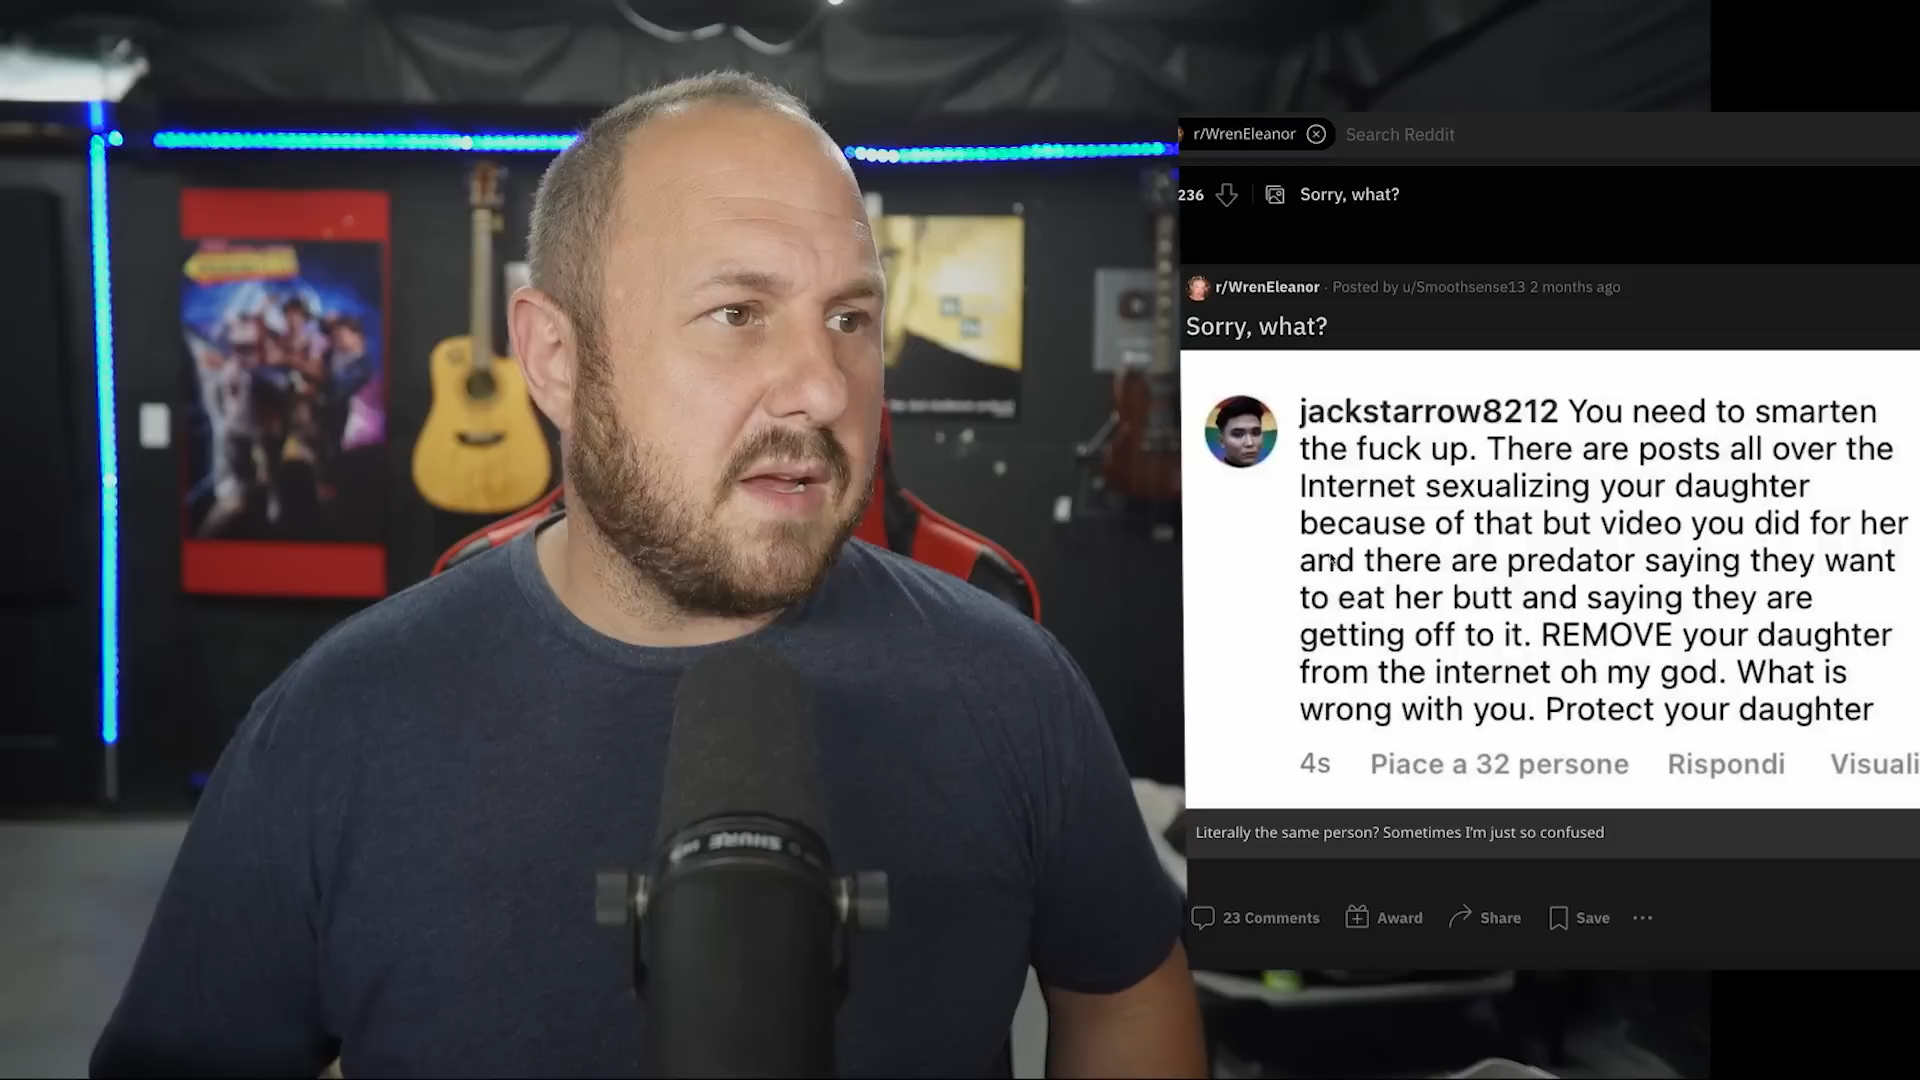 r/WrenEleanor
Search Reddit
236
Sorry, what?
r/WrenEleanor · Posted by u/Smoothsense13 2 months ago
Sorry, what?
jackstarrow8212 You need to smarten
the fuck up. There are posts all over the
Internet sexualizing your daughter
because of that but video you did for her
and there are predator saying they want
to eat her butt and saying they are
getting off to it. REMOVE your daughter
from the internet oh my god. What is
wrong with you. Protect your daughter
4s Piace a 32 persone Rispondi Visuali
Literally the same person? Sometimes I'm just so confused
23 Comments Award Share Save
SHURE